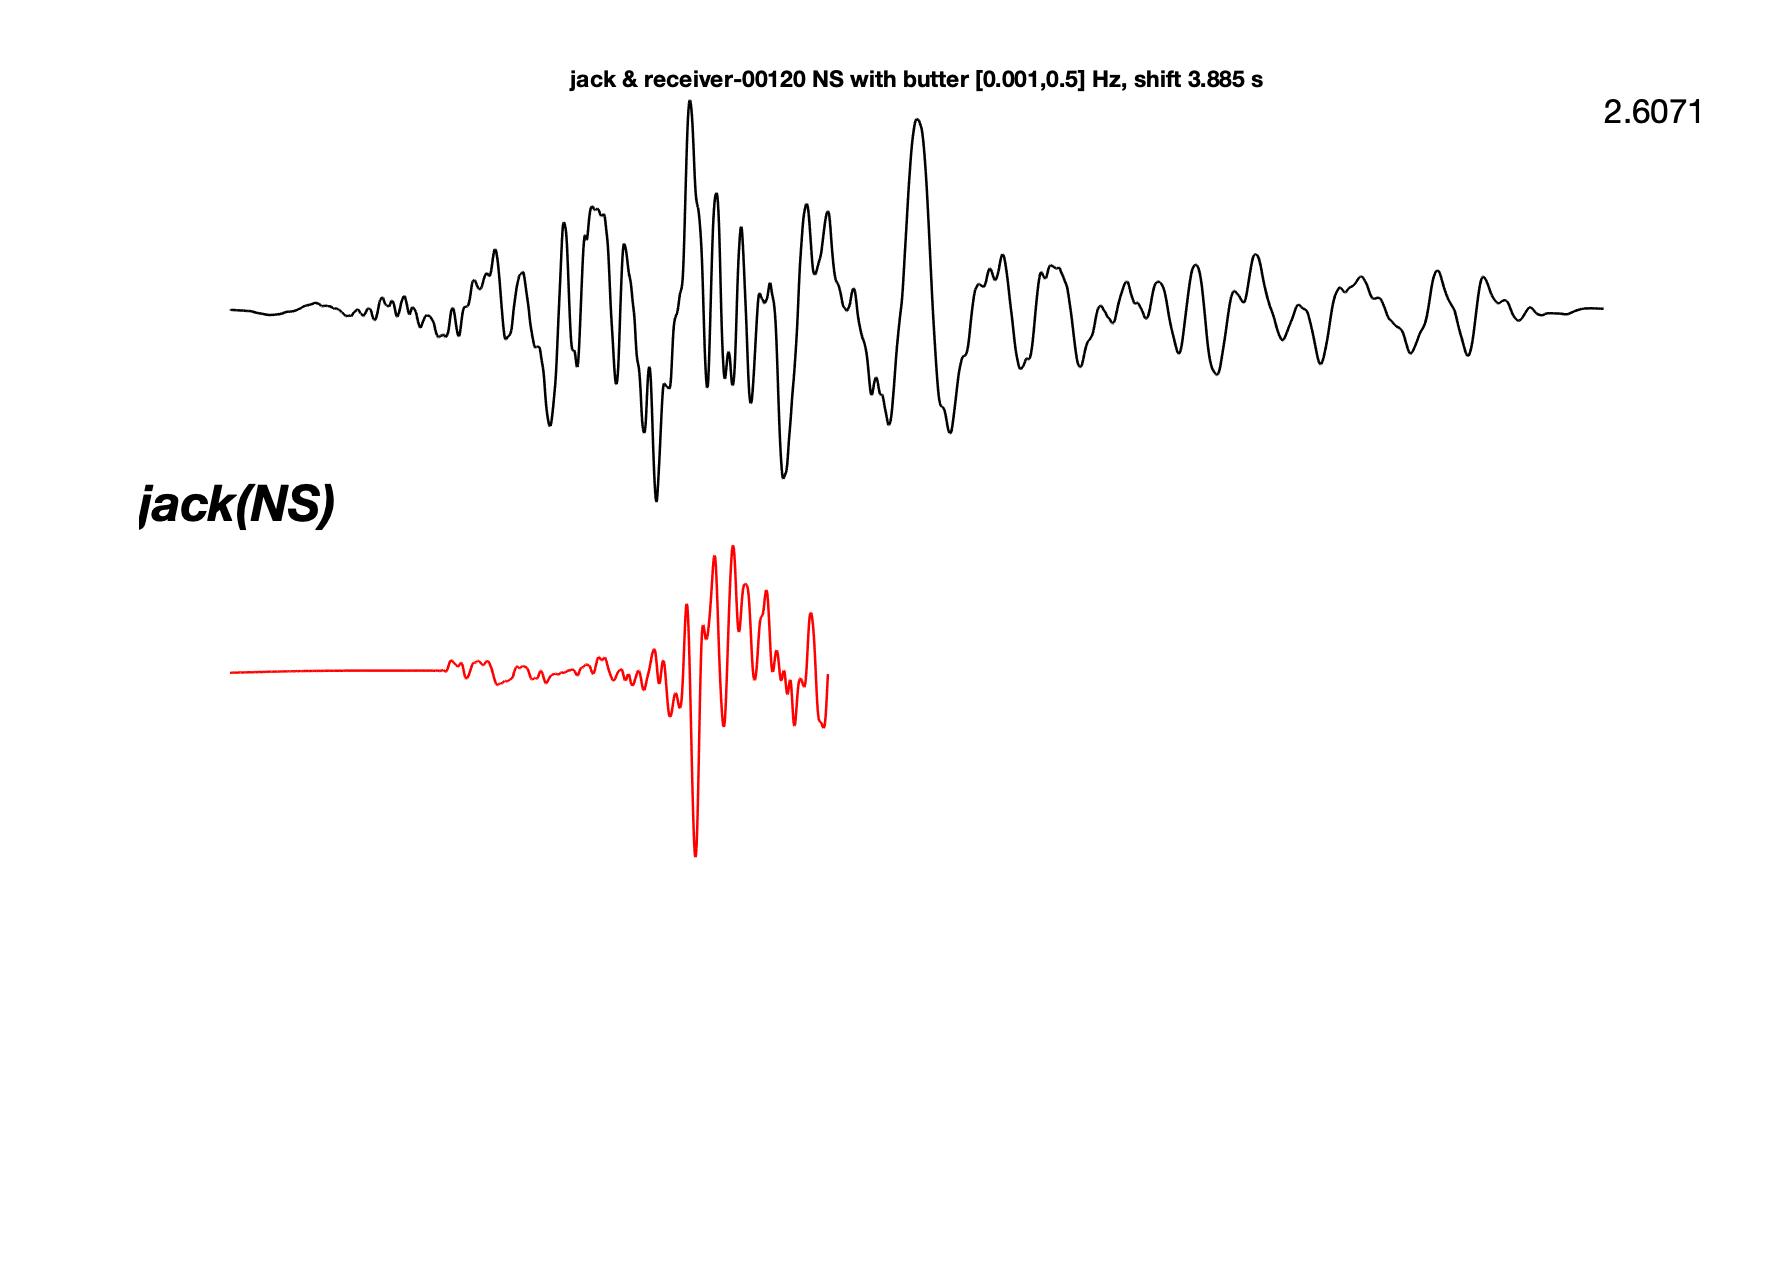 jack & receiver-00120 NS with butter [0.001,0.5] Hz, shift 3.885 s
2.6071
jack(NS)